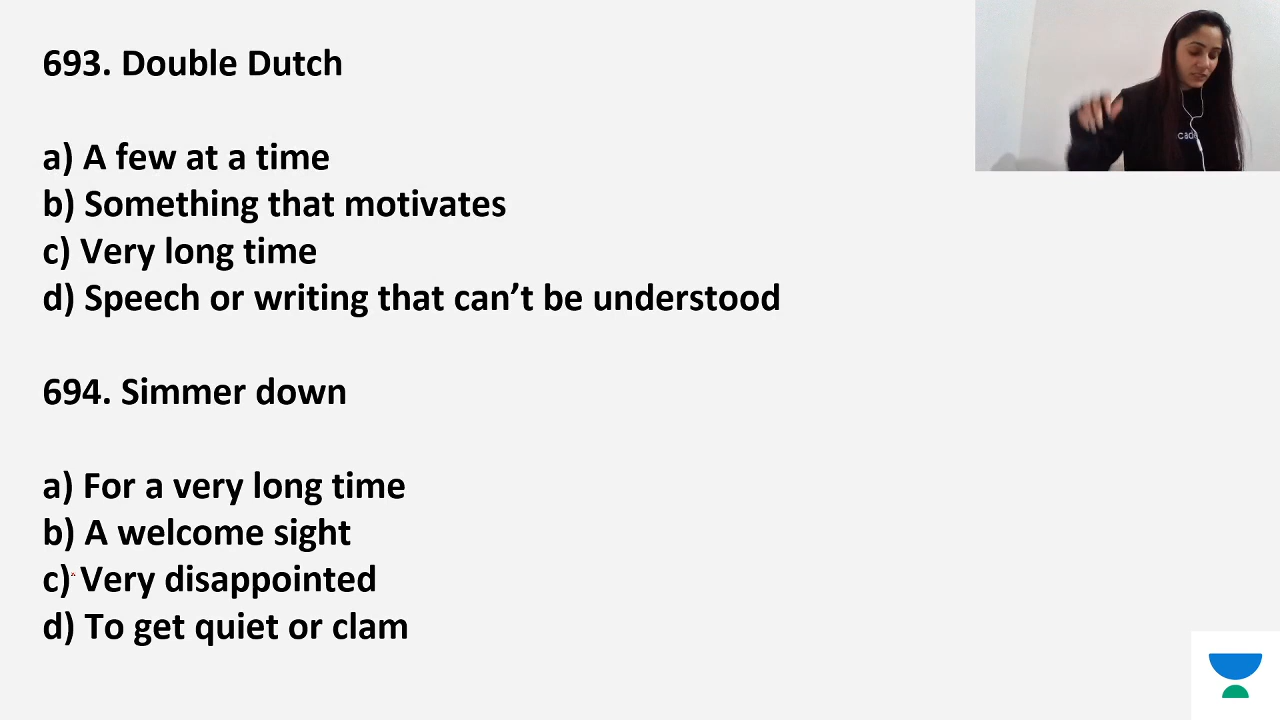 693. Double Dutch
a) A few at a time
b) Something that motivates
c) Very long time
d) Speech or writing that can’t be understood
694. Simmer down
a) For a very long time
b) A welcome sight
c) Very disappointed
d) To get quiet or clam